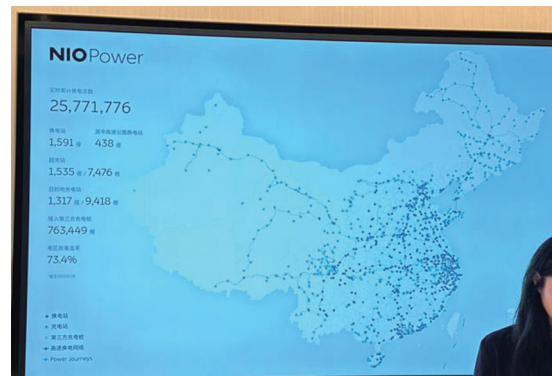 NIO Power
实时累计换电次数
25,771,776
换电站
其中高速公路换电站
1,591 座
438 座
超充站
1,535 座 / 7,476 根
目的地充电站
1,317 座 / 9,418 根
接入第三方充电桩
763,449 根
电区房覆盖率
73.4%
换电站
充电站
第三方充电桩
高速换电网络
Power Journeys